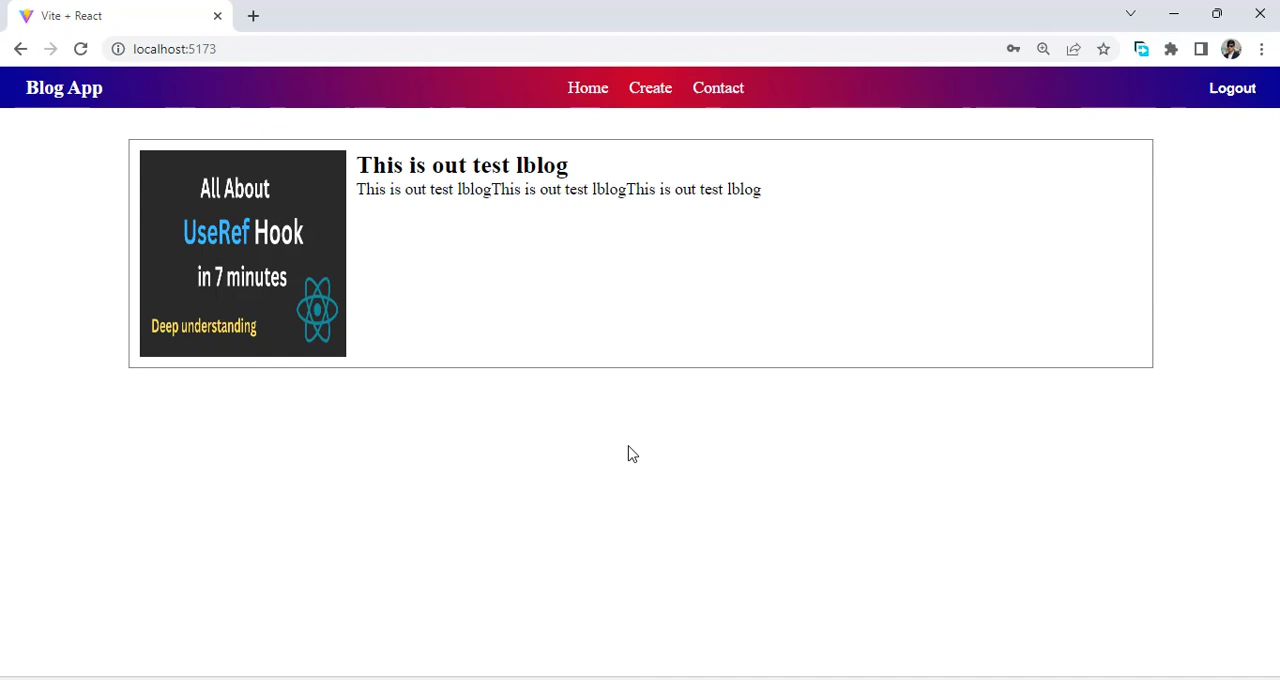 Vite + React
localhost:5173
Blog App
Home Create Contact
Logout
All About
UseRef Hook
in 7 minutes
Deep understanding
This is out test lblog
This is out test lblogThis is out test lblogThis is out test lblog